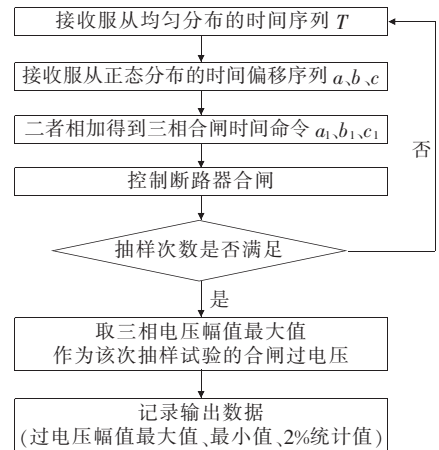 接收服从均匀分布的时间序列 T
接收服从正态分布的时间偏移序列 a、b、c
二者相加得到三相合闸时间命令 a₁、b₁、c₁
控制断路器合闸
否
抽样次数是否满足
是
取三相电压幅值最大值
作为该次抽样试验的合闸过电压
记录输出数据
(过电压幅值最大值、最小值、2%统计值)